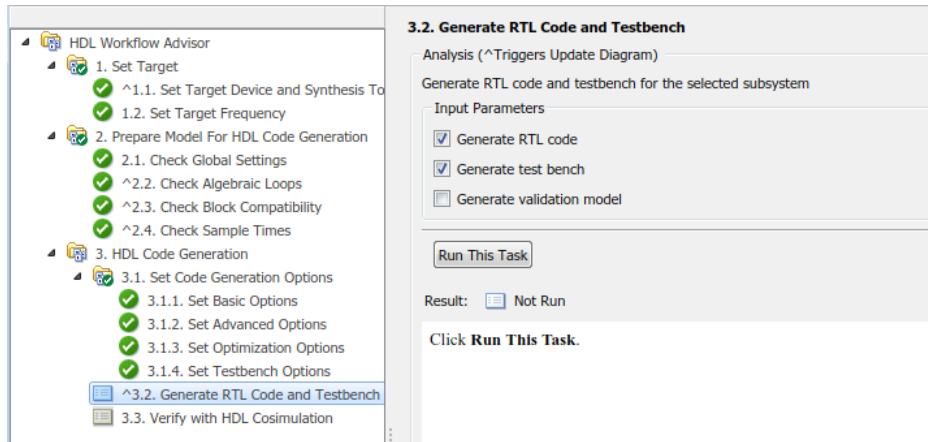 HDL Workflow Advisor
1. Set Target
^1.1. Set Target Device and Synthesis To
1.2. Set Target Frequency
2. Prepare Model For HDL Code Generation
2.1. Check Global Settings
^2.2. Check Algebraic Loops
^2.3. Check Block Compatibility
^2.4. Check Sample Times
3. HDL Code Generation
3.1. Set Code Generation Options
3.1.1. Set Basic Options
3.1.2. Set Advanced Options
3.1.3. Set Optimization Options
3.1.4. Set Testbench Options
^3.2. Generate RTL Code and Testbench
3.3. Verify with HDL Cosimulation
3.2. Generate RTL Code and Testbench
Analysis (^Triggers Update Diagram)
Generate RTL code and testbench for the selected subsystem
Input Parameters
Generate RTL code
Generate test bench
Generate validation model
Run This Task
Result: Not Run
Click Run This Task.